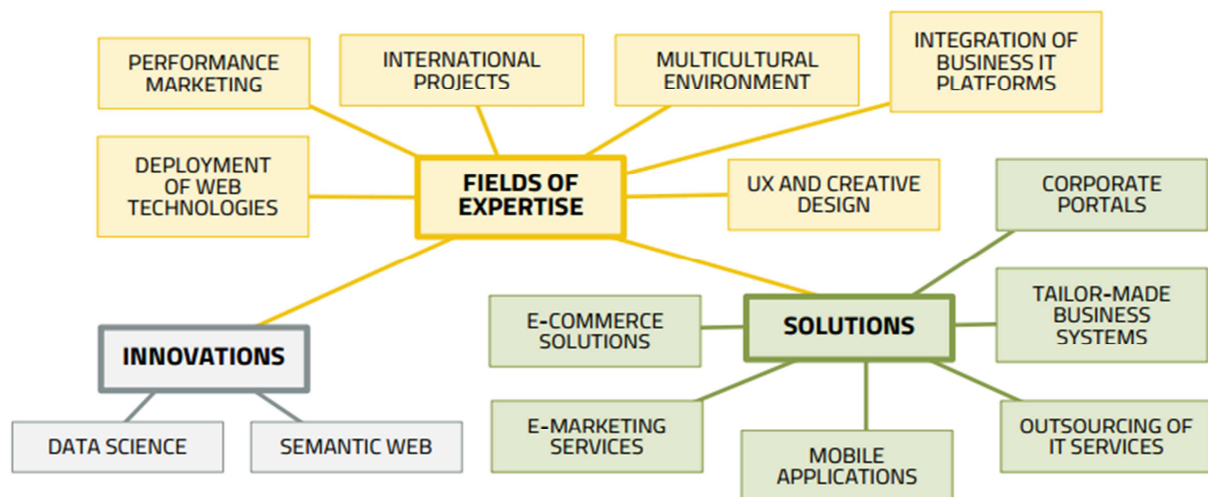 PERFORMANCE
MARKETING
INTERNATIONAL
PROJECTS
MULTICULTURAL
ENVIRONMENT
INTEGRATION OF
BUSINESS IT
PLATFORMS
DEPLOYMENT
OF WEB
TECHNOLOGIES
FIELDS OF
EXPERTISE
UX AND CREATIVE
DESIGN
CORPORATE
PORTALS
INNOVATIONS
E-COMMERCE
SOLUTIONS
SOLUTIONS
TAILOR-MADE
BUSINESS
SYSTEMS
DATA SCIENCE
SEMANTIC WEB
E-MARKETING
SERVICES
MOBILE
APPLICATIONS
OUTSOURCING OF
IT SERVICES